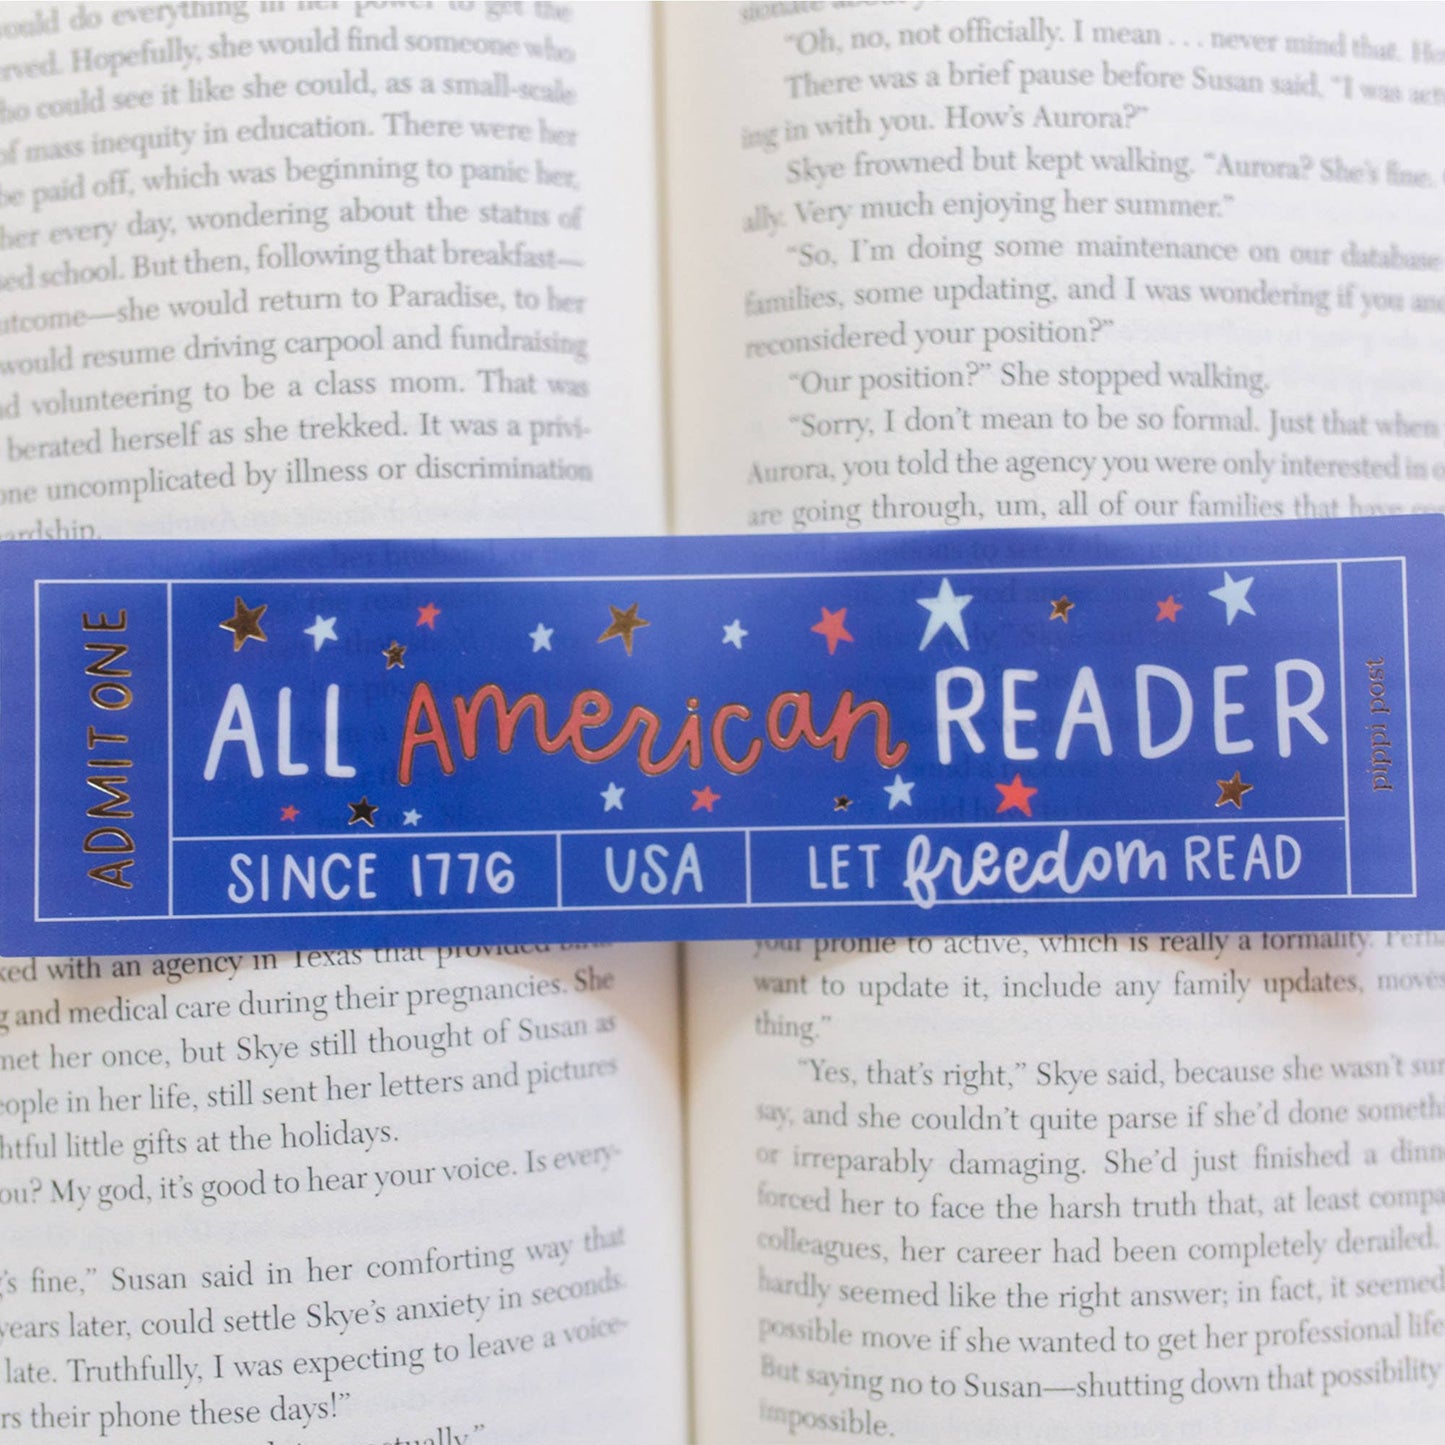 would do everything in her power to get the
rved. Hopefully, she would find someone who
ho could see it like she could, as a small-scale
of mass inequity in education. There were her
be paid off, which was beginning to panic her,
her every day, wondering about the status of
ed school. But then, following that breakfast—
utcome—she would return to Paradise, to her
would resume driving carpool and fundraising
d volunteering to be a class mom. That was
berated herself as she trekked. It was a privi-
one uncomplicated by illness or discrimination
ardship.
"Oh, no, not officially. I mean . . . never mind that.
There was a brief pause before Susan said, "I was
ing in with you. How's Aurora?"
Skye frowned but kept walking. "Aurora? She's fine.
ally. Very much enjoying her summer."
"So, I'm doing some maintenance on our database
families, some updating, and I was wondering if you
reconsidered your position?"
"Our position?" She stopped walking.
"Sorry, I don't mean to be so formal. Just that when
Aurora, you told the agency you were only interested in
are going through, um, all of our families that have
ADMIT ONE
ALL American READER
SINCE 1776
USA
LET freedom READ
pippi post
ked with an agency in Texas that provided
g and medical care during their pregnancies. She
met her once, but Skye still thought of Susan as
eople in her life, still sent her letters and pictures
htful little gifts at the holidays.
ou? My god, it's good to hear your voice. Is every-
's fine," Susan said in her comforting way that
years later, could settle Skye's anxiety in seconds.
late. Truthfully, I was expecting to leave a voice-
rs their phone these days!"
your profile to active, which is really a formality.
want to update it, include any family updates, moves
thing."
"Yes, that's right," Skye said, because she wasn't
say, and she couldn't quite parse if she'd done
or irreparably damaging. She'd just finished a
forced her to face the harsh truth that, at least
colleagues, her career had been completely derailed.
hardly seemed like the right answer; in fact, it seemed
possible move if she wanted to get her professional life
But saying no to Susan—shutting down that possibility
impossible.